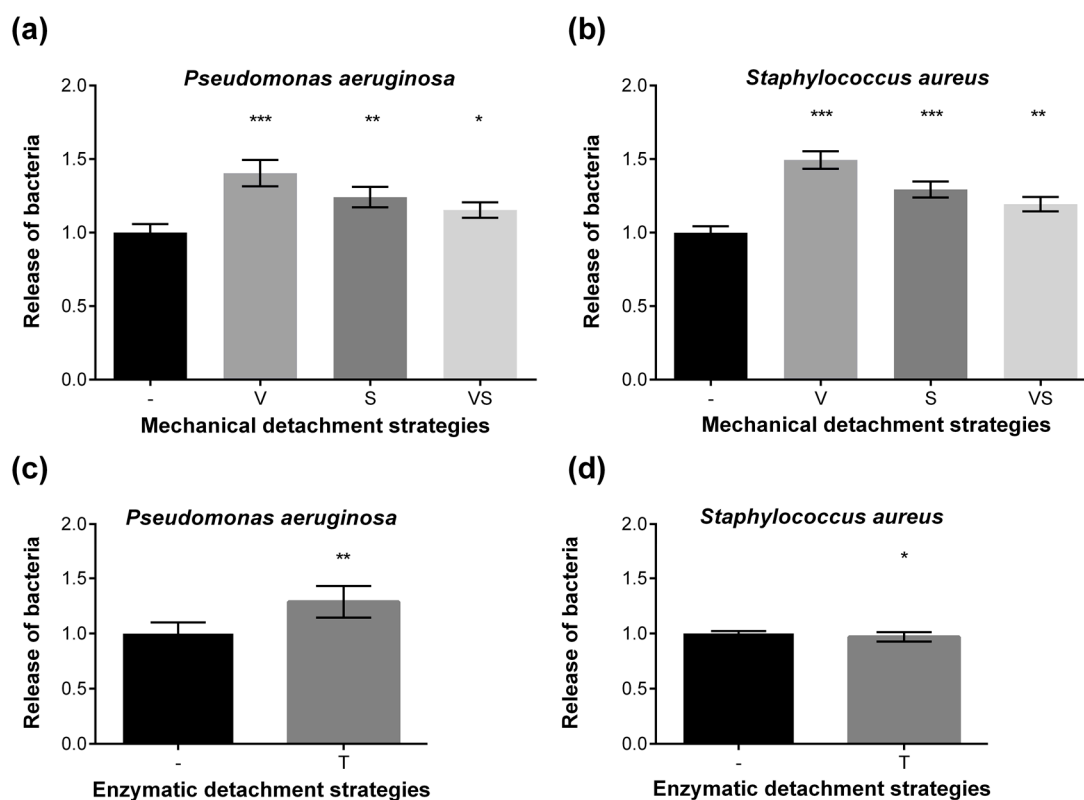 (a)
Pseudomonas aeruginosa
***
**
*
2.0
1.5
1.0
0.5
0.0
Release of bacteria
-
V
S
VS
Mechanical detachment strategies
(b)
Staphylococcus aureus
***
***
**
2.0
1.5
1.0
0.5
0.0
Release of bacteria
-
V
S
VS
Mechanical detachment strategies
(c)
Pseudomonas aeruginosa
**
2.0
1.5
1.0
0.5
0.0
Release of bacteria
-
T
Enzymatic detachment strategies
(d)
Staphylococcus aureus
*
2.0
1.5
1.0
0.5
0.0
Release of bacteria
-
T
Enzymatic detachment strategies